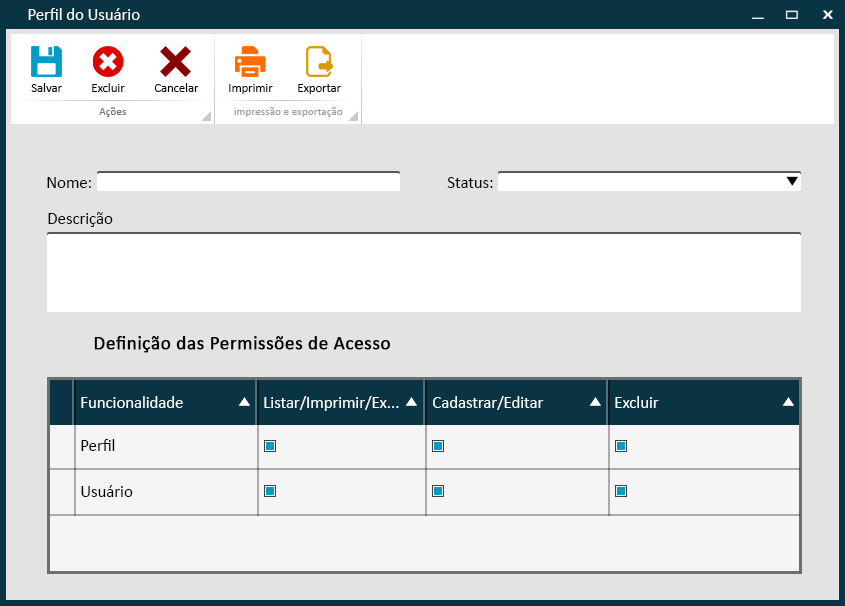 Perfil do Usuário
Salvar Excluir Cancelar Imprimir Exportar
Ações impressão e exportação
Nome: Status:
Descrição
Definição das Permissões de Acesso
Funcionalidade Listar/Imprimir/Ex... Cadastrar/Editar Excluir
Perfil
Usuário